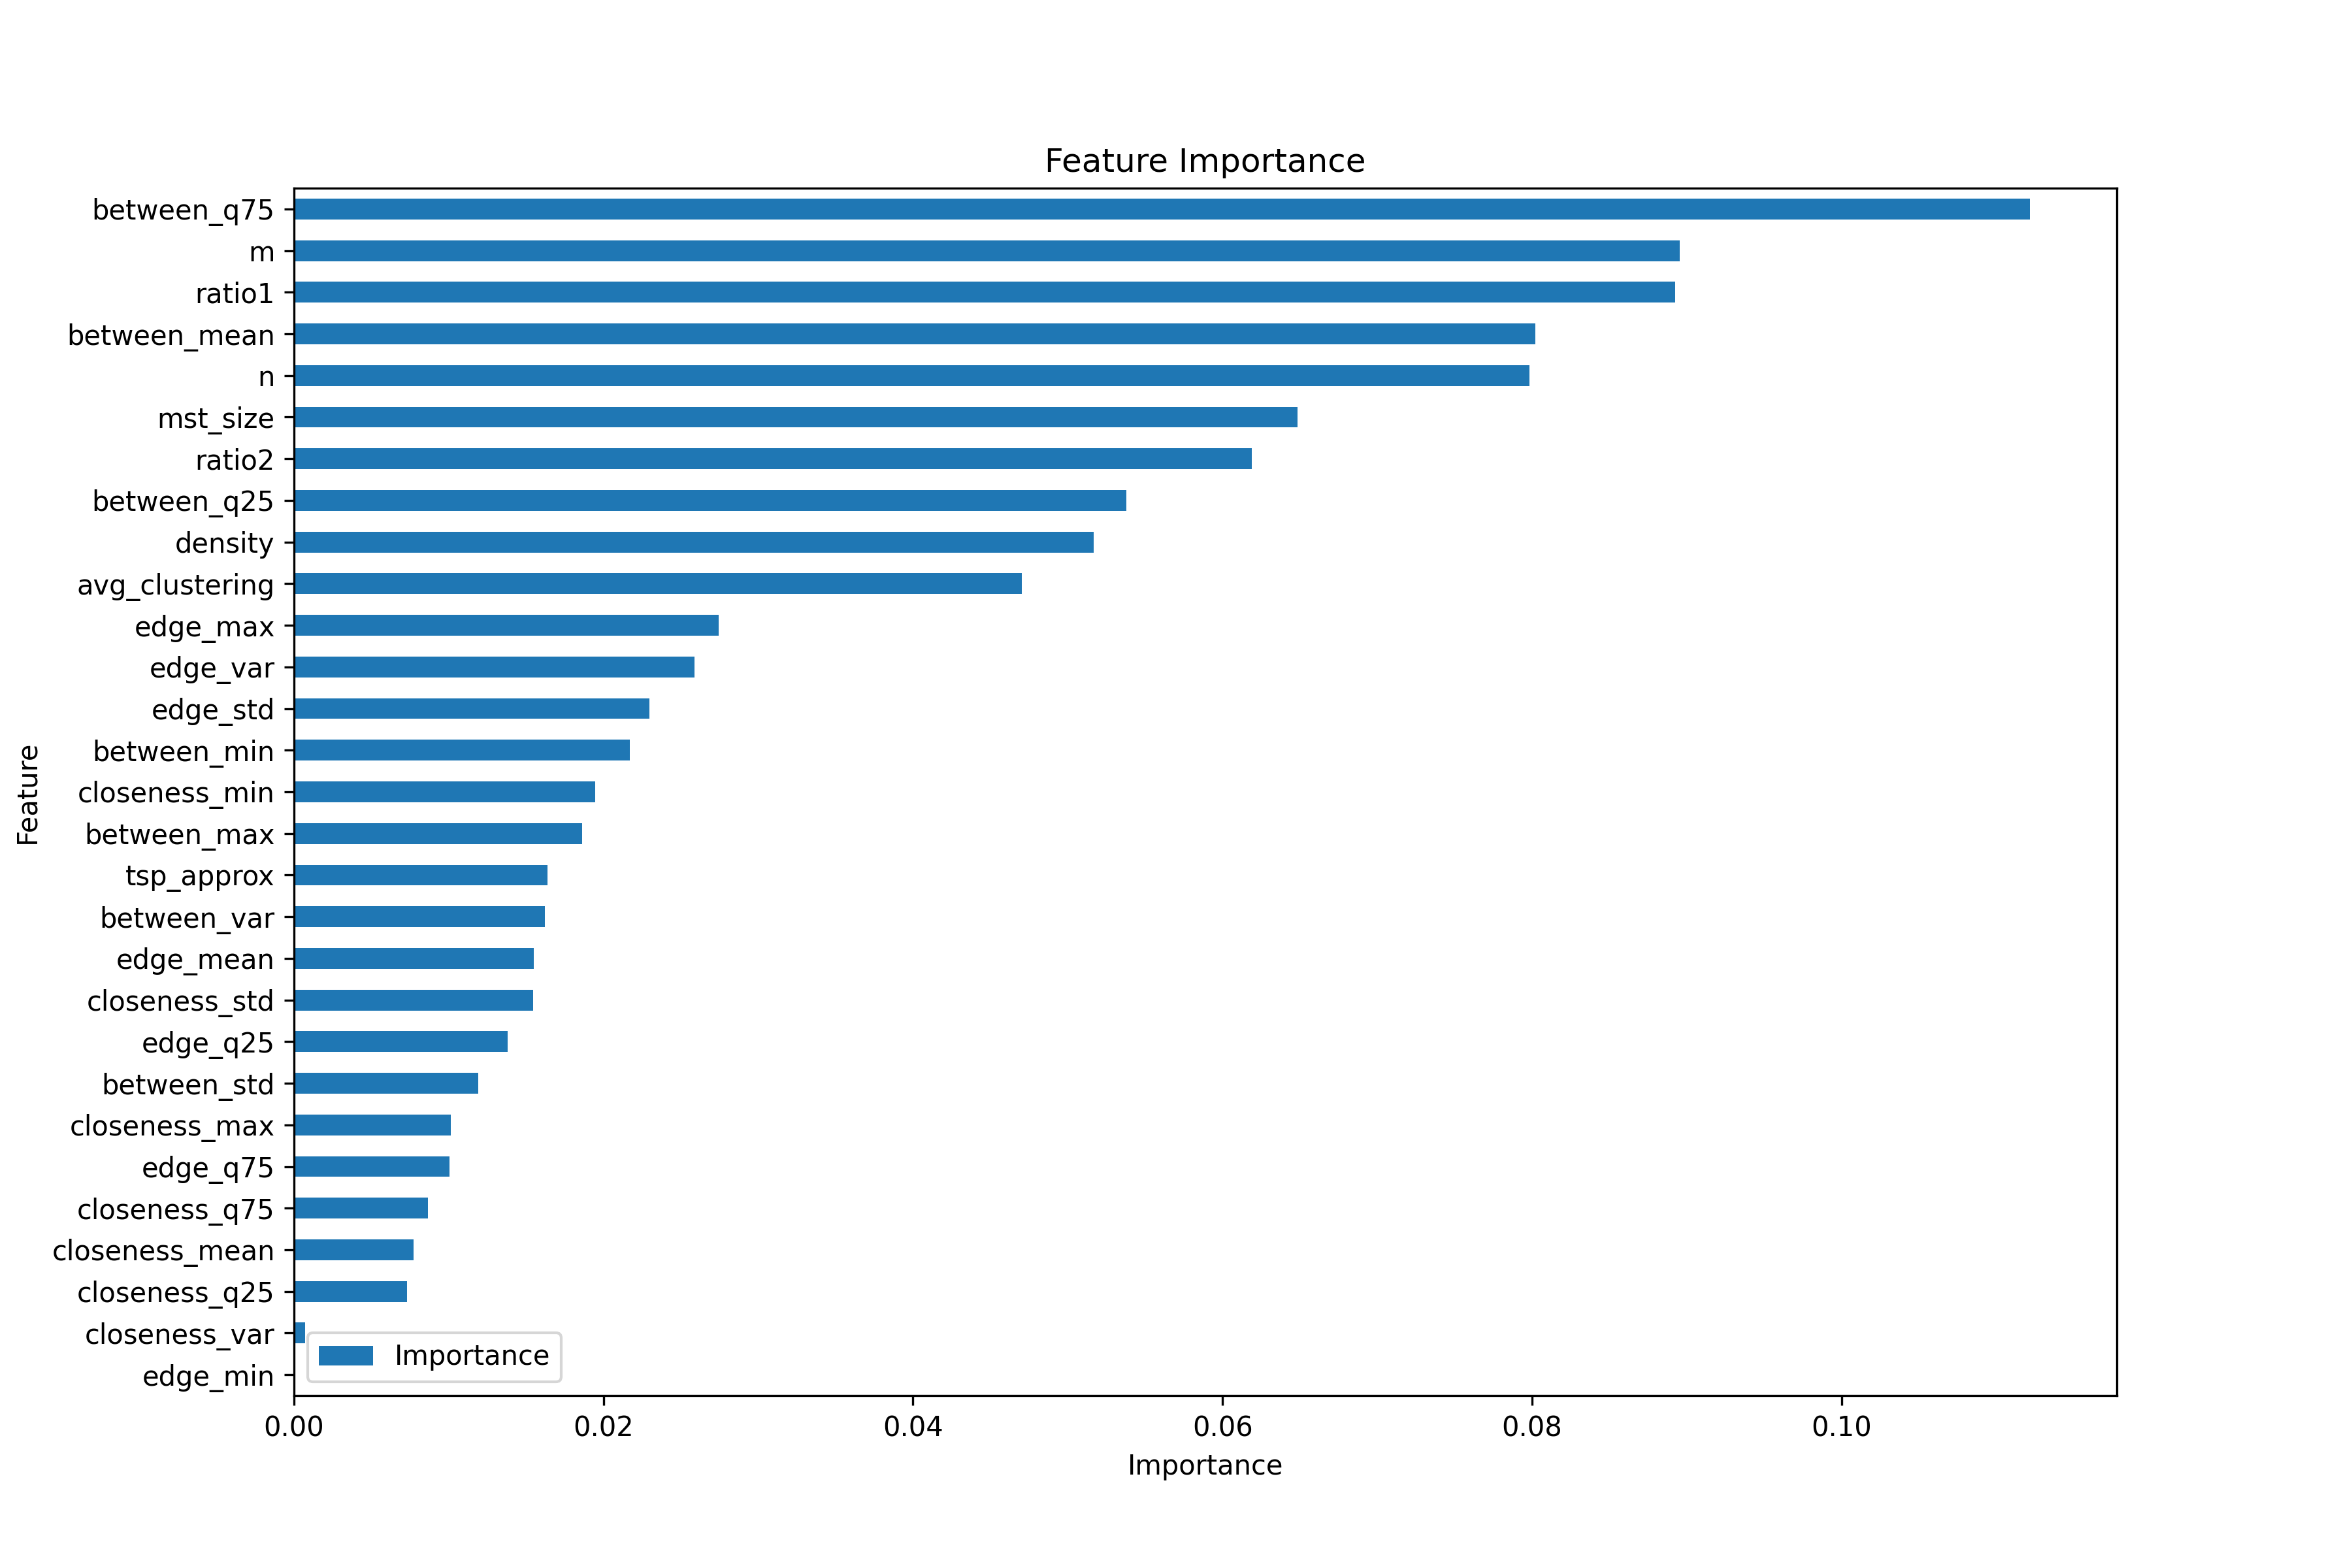 Feature Importance
between_q75
m
ratio1
between_mean
n
mst_size
ratio2
between_q25
density
avg_clustering
edge_max
edge_var
edge_std
between_min
closeness_min
between_max
tsp_approx
between_var
edge_mean
closeness_std
edge_q25
between_std
closeness_max
edge_q75
closeness_q75
closeness_mean
closeness_q25
closeness_var
edge_min
Feature
Importance
0.00 0.02 0.04 0.06 0.08 0.10
Importance